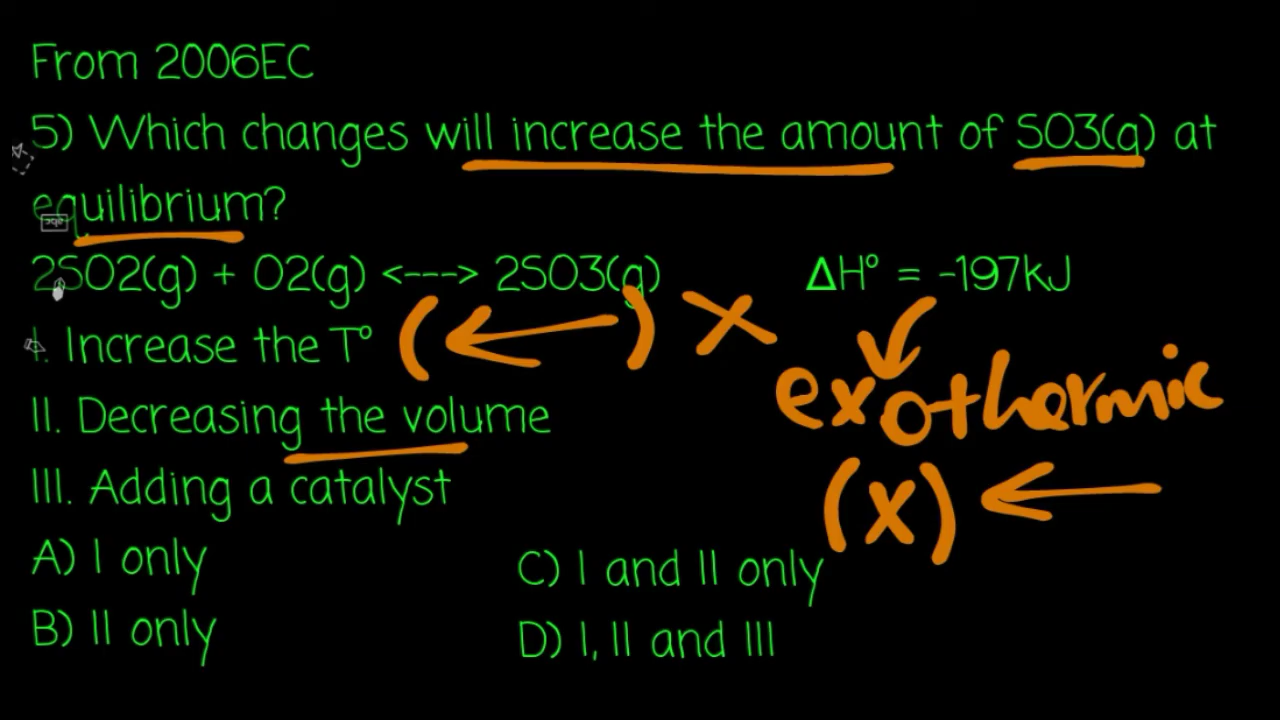 From 2006EC
5) Which changes will increase the amount of SO3(g) at
equilibrium?
2SO2(g) + O2(g) <---> 2SO3(g) ΔH° = -197kJ
I. Increase the T° (←) X
exothermic
II. Decreasing the volume
III. Adding a catalyst (x) ←
A) I only
C) I and II only
B) II only
D) I, II and III